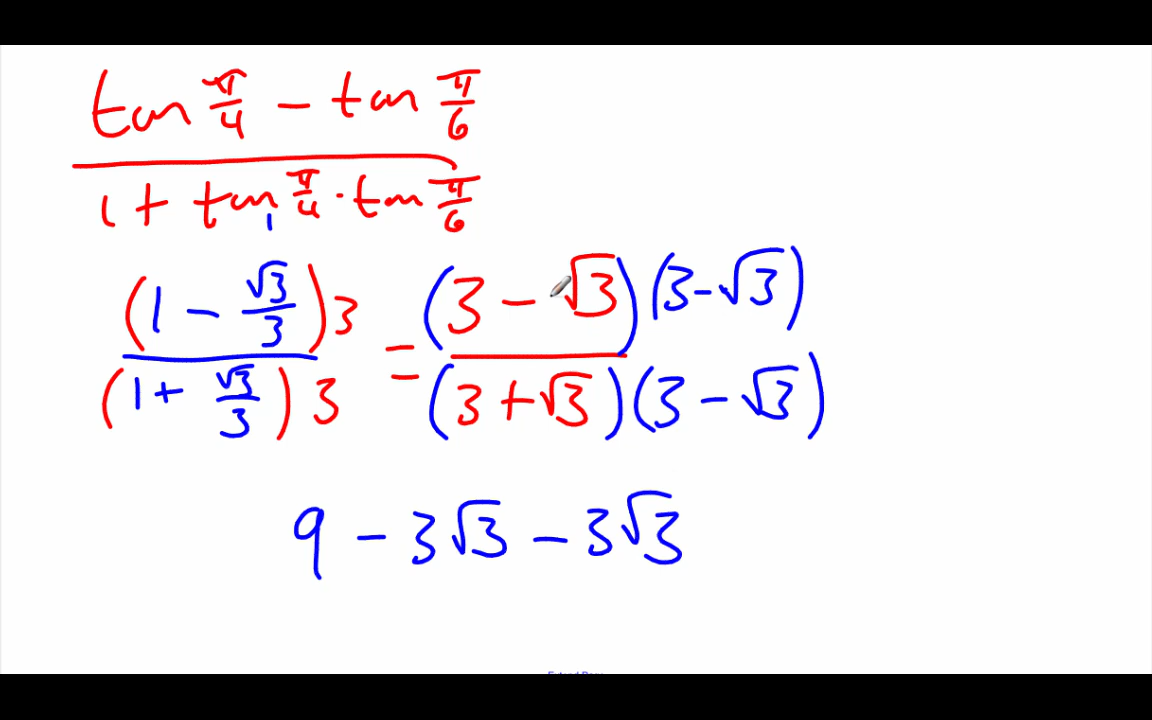 tan π/4 - tan π/6
1 + tan π/4 · tan π/6
1
(1 - √3/3)3 = (3 - √3)(3 - √3)
(1 + √3/3)3 (3 + √3)(3 - √3)
9 - 3√3 - 3√3